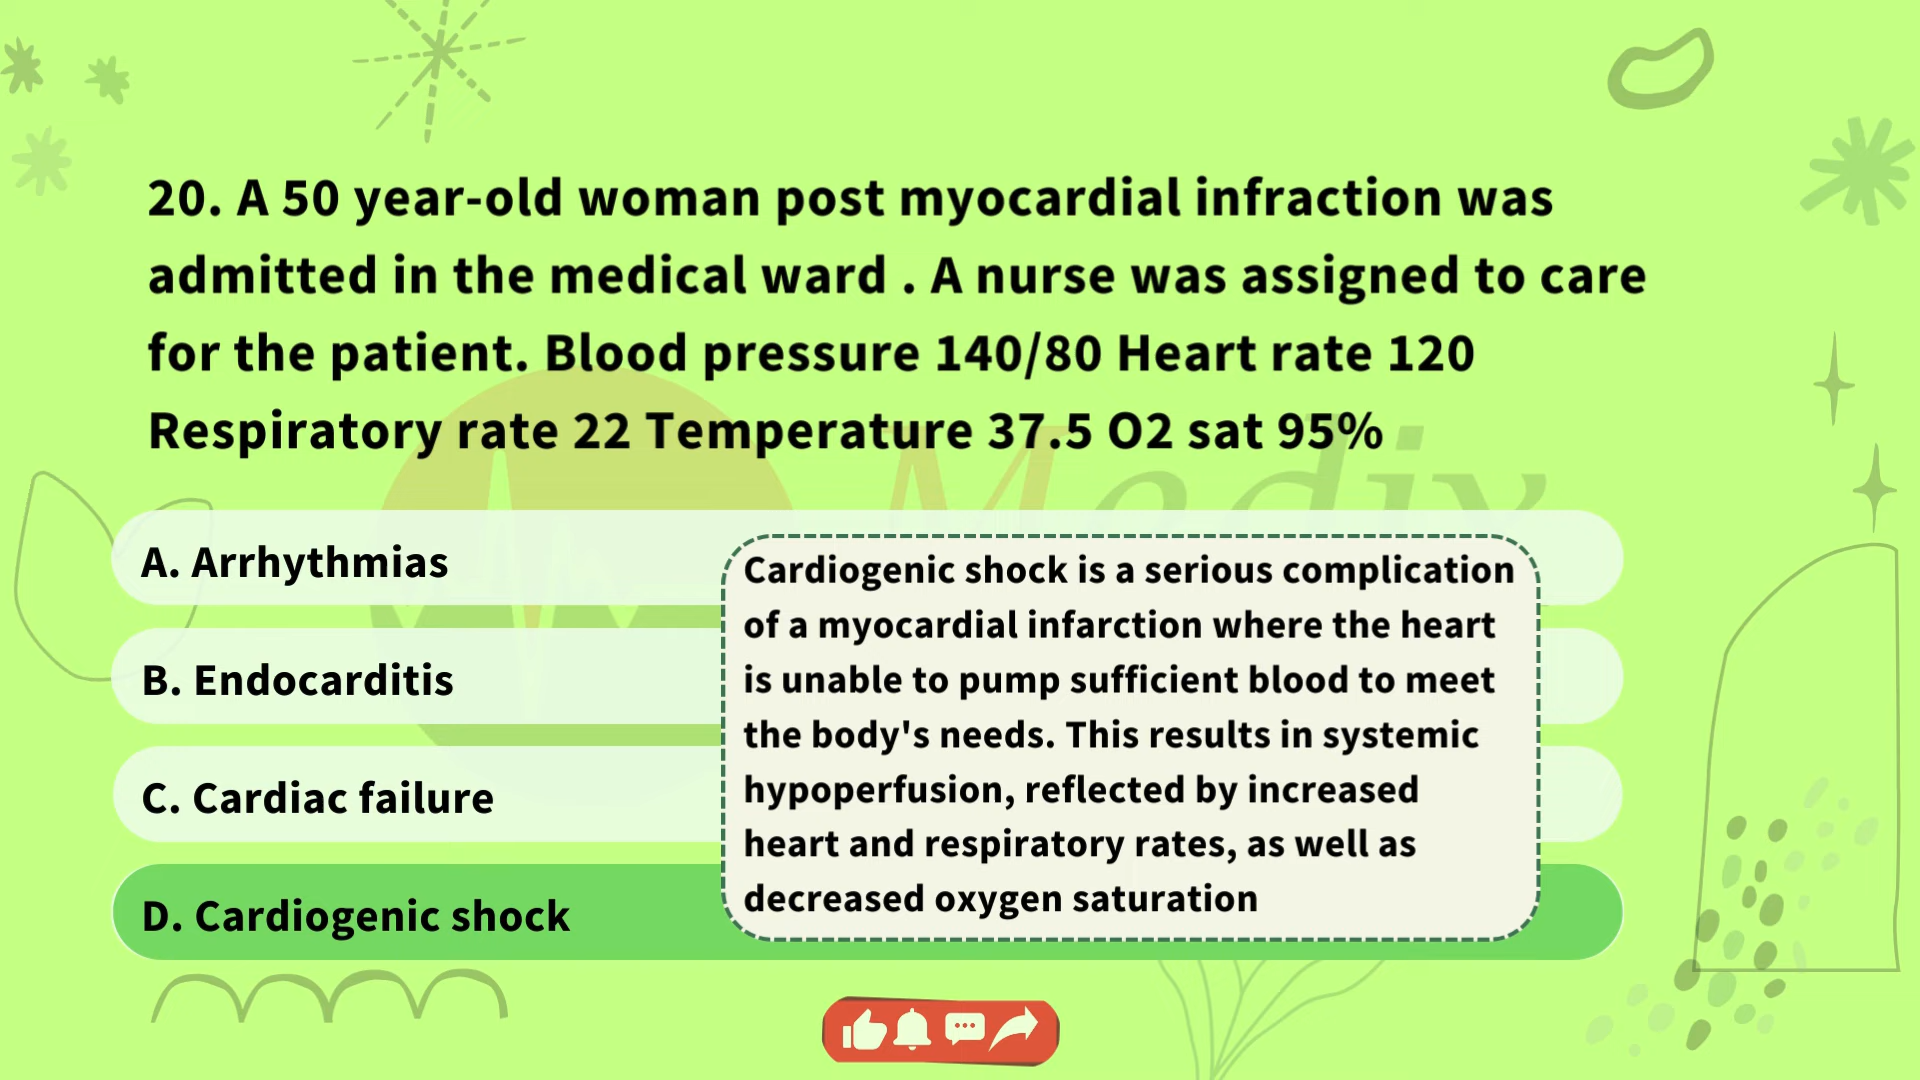 20. A 50 year-old woman post myocardial infraction was
admitted in the medical ward . A nurse was assigned to care
for the patient. Blood pressure 140/80 Heart rate 120
Respiratory rate 22 Temperature 37.5 O2 sat 95%
Medix
A. Arrhythmias
B. Endocarditis
C. Cardiac failure
D. Cardiogenic shock
Cardiogenic shock is a serious complication
of a myocardial infarction where the heart
is unable to pump sufficient blood to meet
the body's needs. This results in systemic
hypoperfusion, reflected by increased
heart and respiratory rates, as well as
decreased oxygen saturation